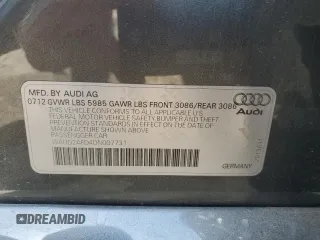 MFD. BY AUDI AG
0712 GVWR LBS 5985 GAWR LBS FRONT 3086/REAR 3086
THIS VEHICLE CONFORMS TO ALL APPLICABLE U.S.
FEDERAL MOTOR VEHICLE SAFETY, BUMPER AND THEFT
PREVENTION STANDARDS IN EFFECT ON THE DATE OF
MANUFACTURE SHOWN ABOVE
PASSENGER CAR
Audi
GERMANY
DREAMBID